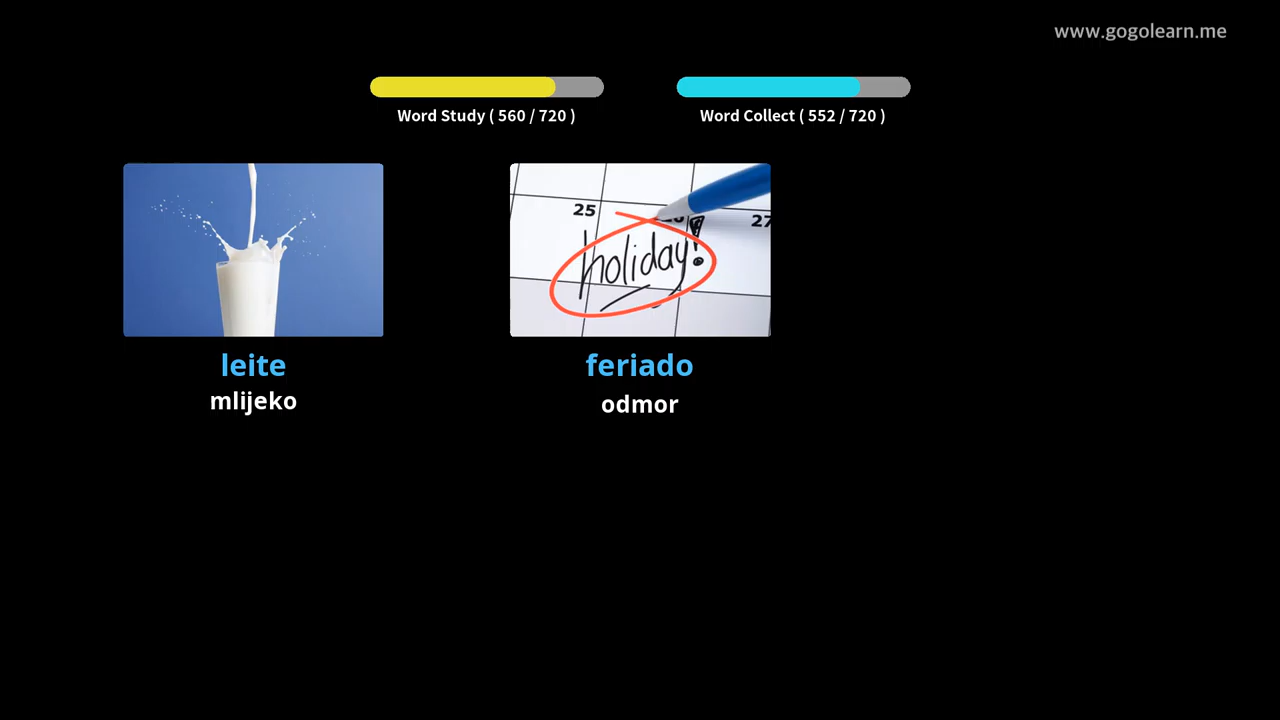 www.gogolearn.me
Word Study ( 560 / 720 )
Word Collect ( 552 / 720 )
25
27
holiday!
leite
feriado
mlijeko
odmor